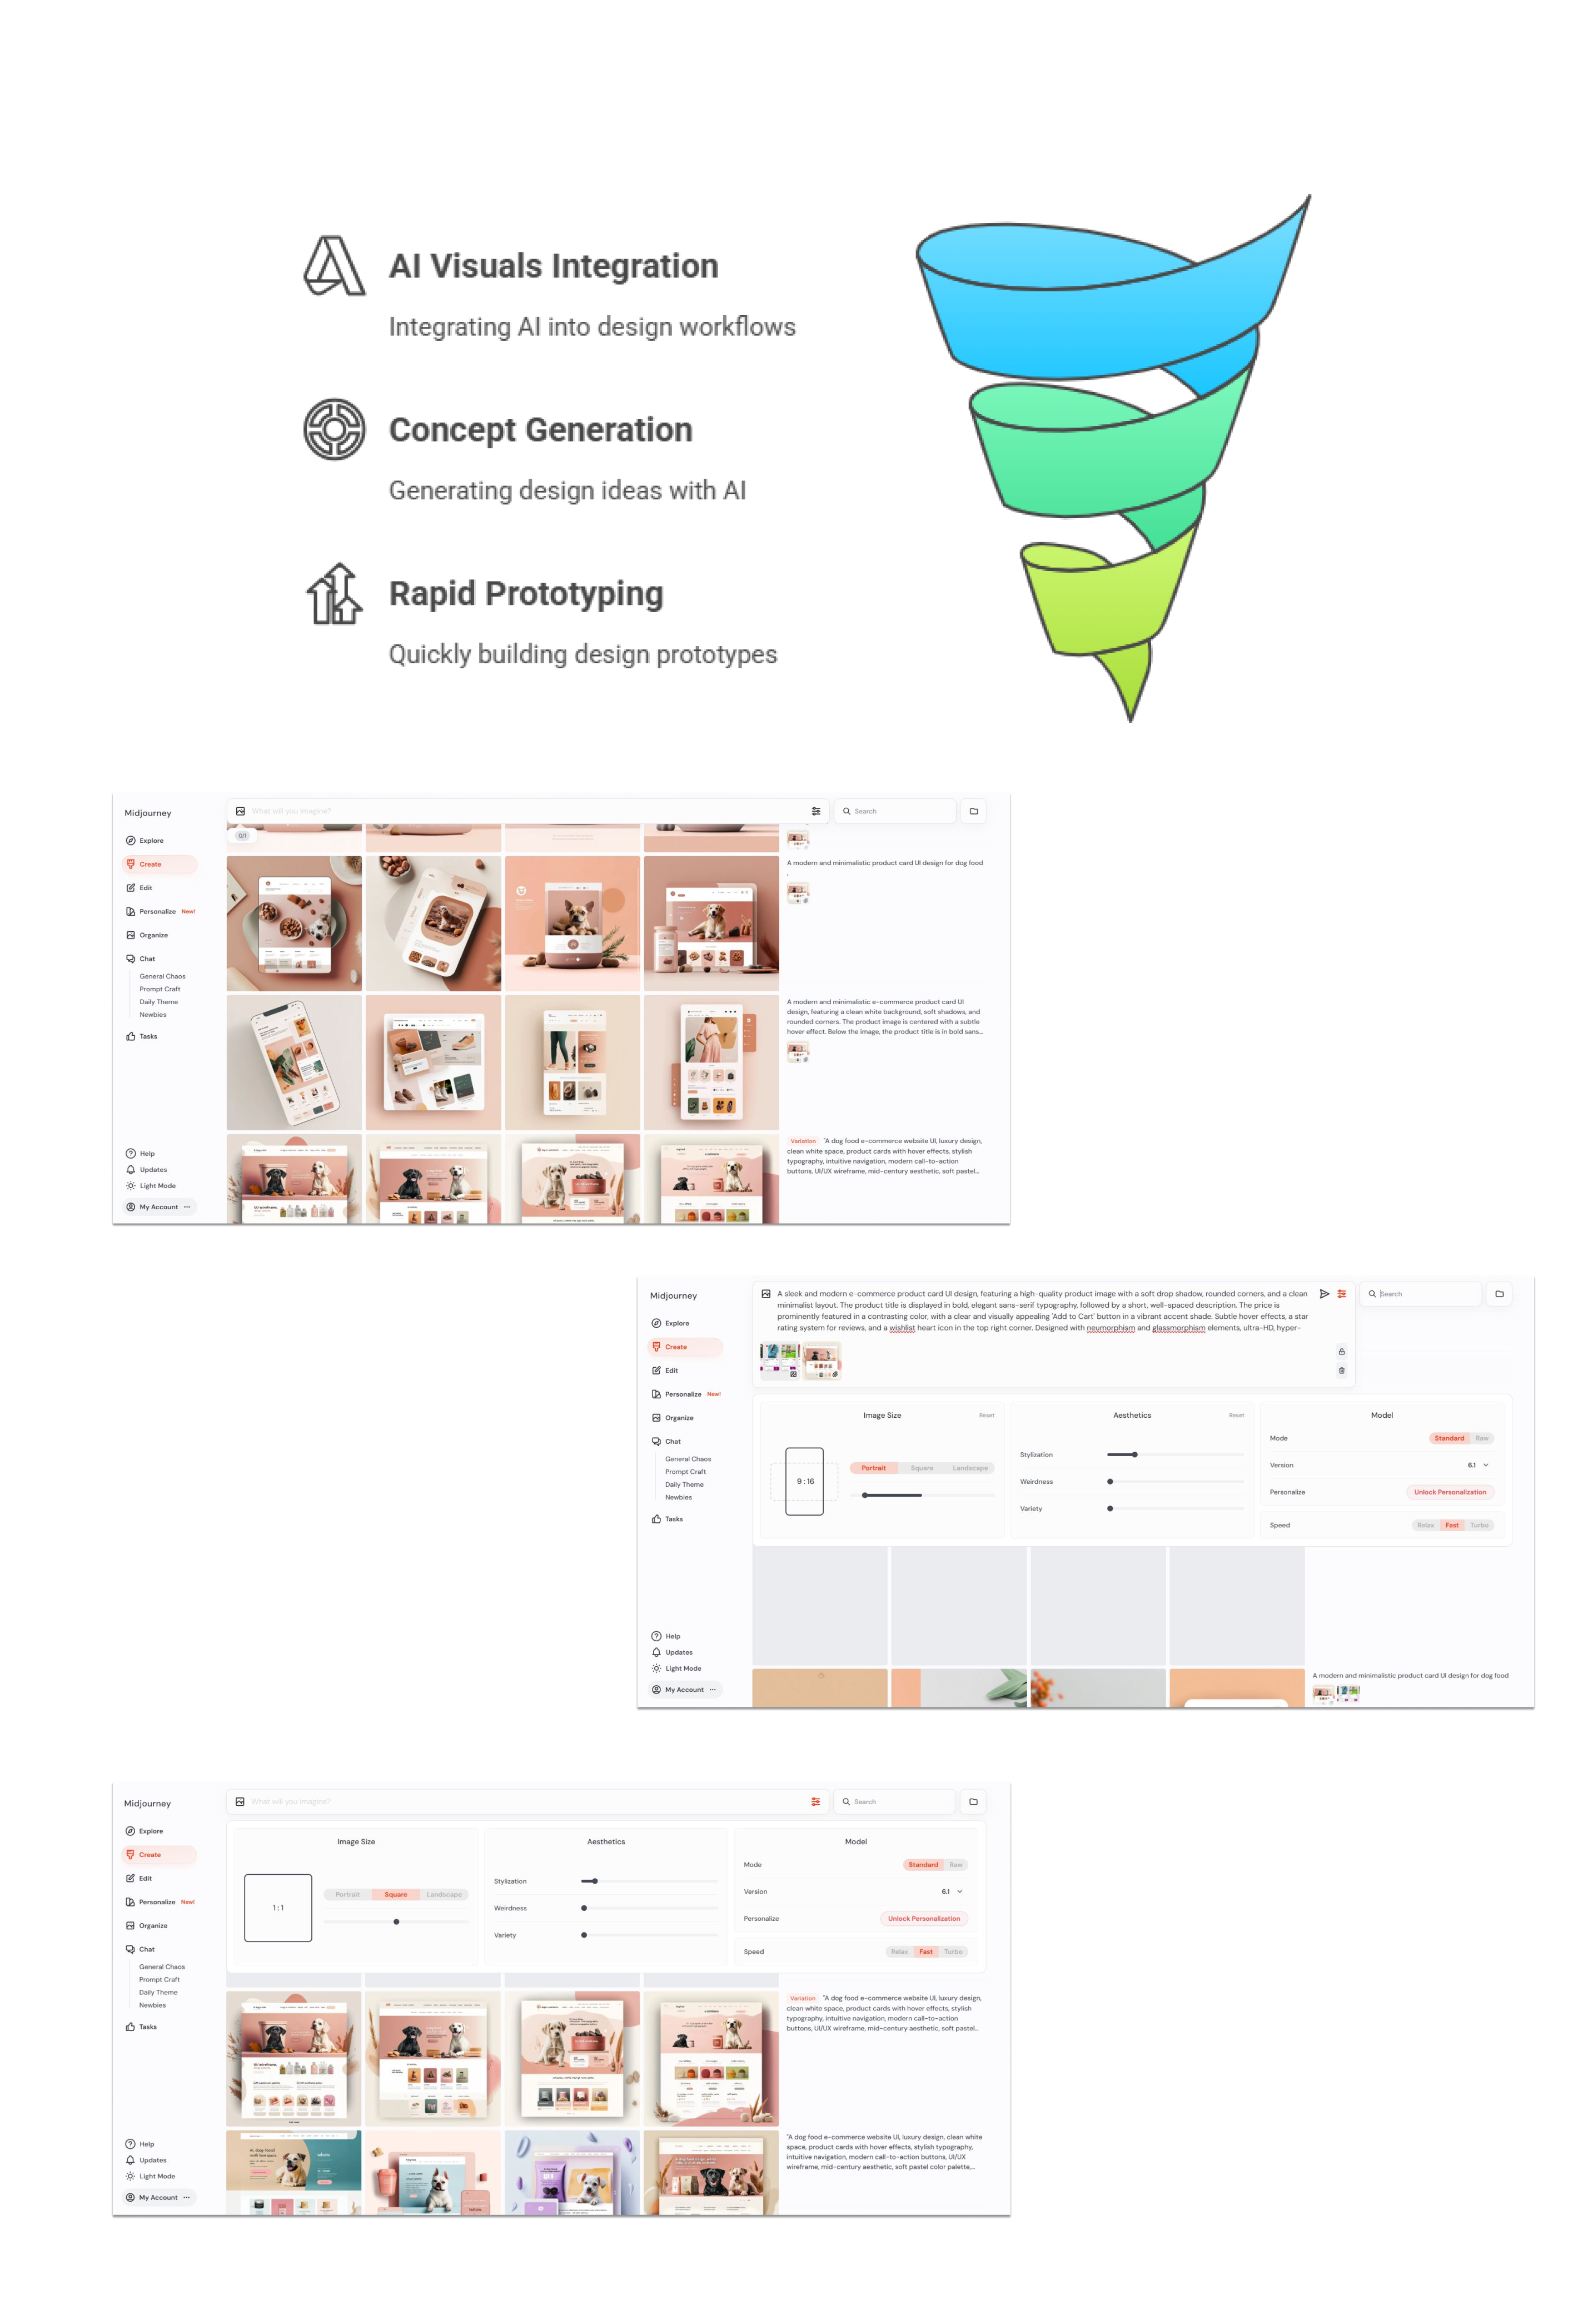 AI Visuals Integration
Integrating AI into design workflows
Concept Generation
Generating design ideas with AI
Rapid Prototyping
Quickly building design prototypes
Midjourney
What will you imagine?
Search
0/1
Explore
Create
Edit
Personalize New!
Organize
Chat
General Chaos
Prompt Craft
Daily Theme
Newbies
Tasks
Help
Updates
Light Mode
My Account ...
A modern and minimalistic product card UI design for dog food
,
A modern and minimalistic e-commerce product card UI
design, featuring a clean white background, soft shadows, and
rounded corners. The product image is centered with a subtle
hover effect. Below the image, the product title is in bold sans...
Variation "A dog food e-commerce website UI, luxury design,
clean white space, product cards with hover effects, stylish
typography, intuitive navigation, modern call-to-action
buttons, UI/UX wireframe, mid-century aesthetic, soft pastel...
Midjourney
A sleek and modern e-commerce product card UI design, featuring a high-quality product image with a soft drop shadow, rounded corners, and a clean
minimalist layout. The product title is displayed in bold, elegant sans-serif typography, followed by a short, well-spaced description. The price is
prominently featured in a contrasting color, with a clear and visually appealing 'Add to Cart' button in a vibrant accent shade. Subtle hover effects, a star
rating system for reviews, and a wishlist heart icon in the top right corner. Designed with neumorphism and glassmorphism elements, ultra-HD, hyper-
Search
Explore
Create
Edit
Personalize New!
Organize
Chat
General Chaos
Prompt Craft
Daily Theme
Newbies
Tasks
Help
Updates
Light Mode
My Account ...
Image Size Reset
9 : 16
Portrait Square Landscape
Aesthetics Reset
Stylization
Weirdness
Variety
Model
Mode Standard Raw
Version 6.1
Personalize Unlock Personalization
Speed Relax Fast Turbo
A modern and minimalistic product card UI design for dog food
Midjourney
What will you imagine?
Search
Explore
Create
Edit
Personalize New!
Organize
Chat
General Chaos
Prompt Craft
Daily Theme
Newbies
Tasks
Help
Updates
Light Mode
My Account ...
Image Size
1 : 1
Portrait Square Landscape
Aesthetics
Stylization
Weirdness
Variety
Model
Mode Standard Raw
Version 6.1
Personalize Unlock Personalization
Speed Relax Fast Turbo
Variation "A dog food e-commerce website UI, luxury design,
clean white space, product cards with hover effects, stylish
typography, intuitive navigation, modern call-to-action
buttons, UI/UX wireframe, mid-century aesthetic, soft pastel...
"A dog food e-commerce website UI, luxury design, clean white
space, product cards with hover effects, stylish typography,
intuitive navigation, modern call-to-action buttons, UI/UX
wireframe, mid-century aesthetic, soft pastel color palette,...